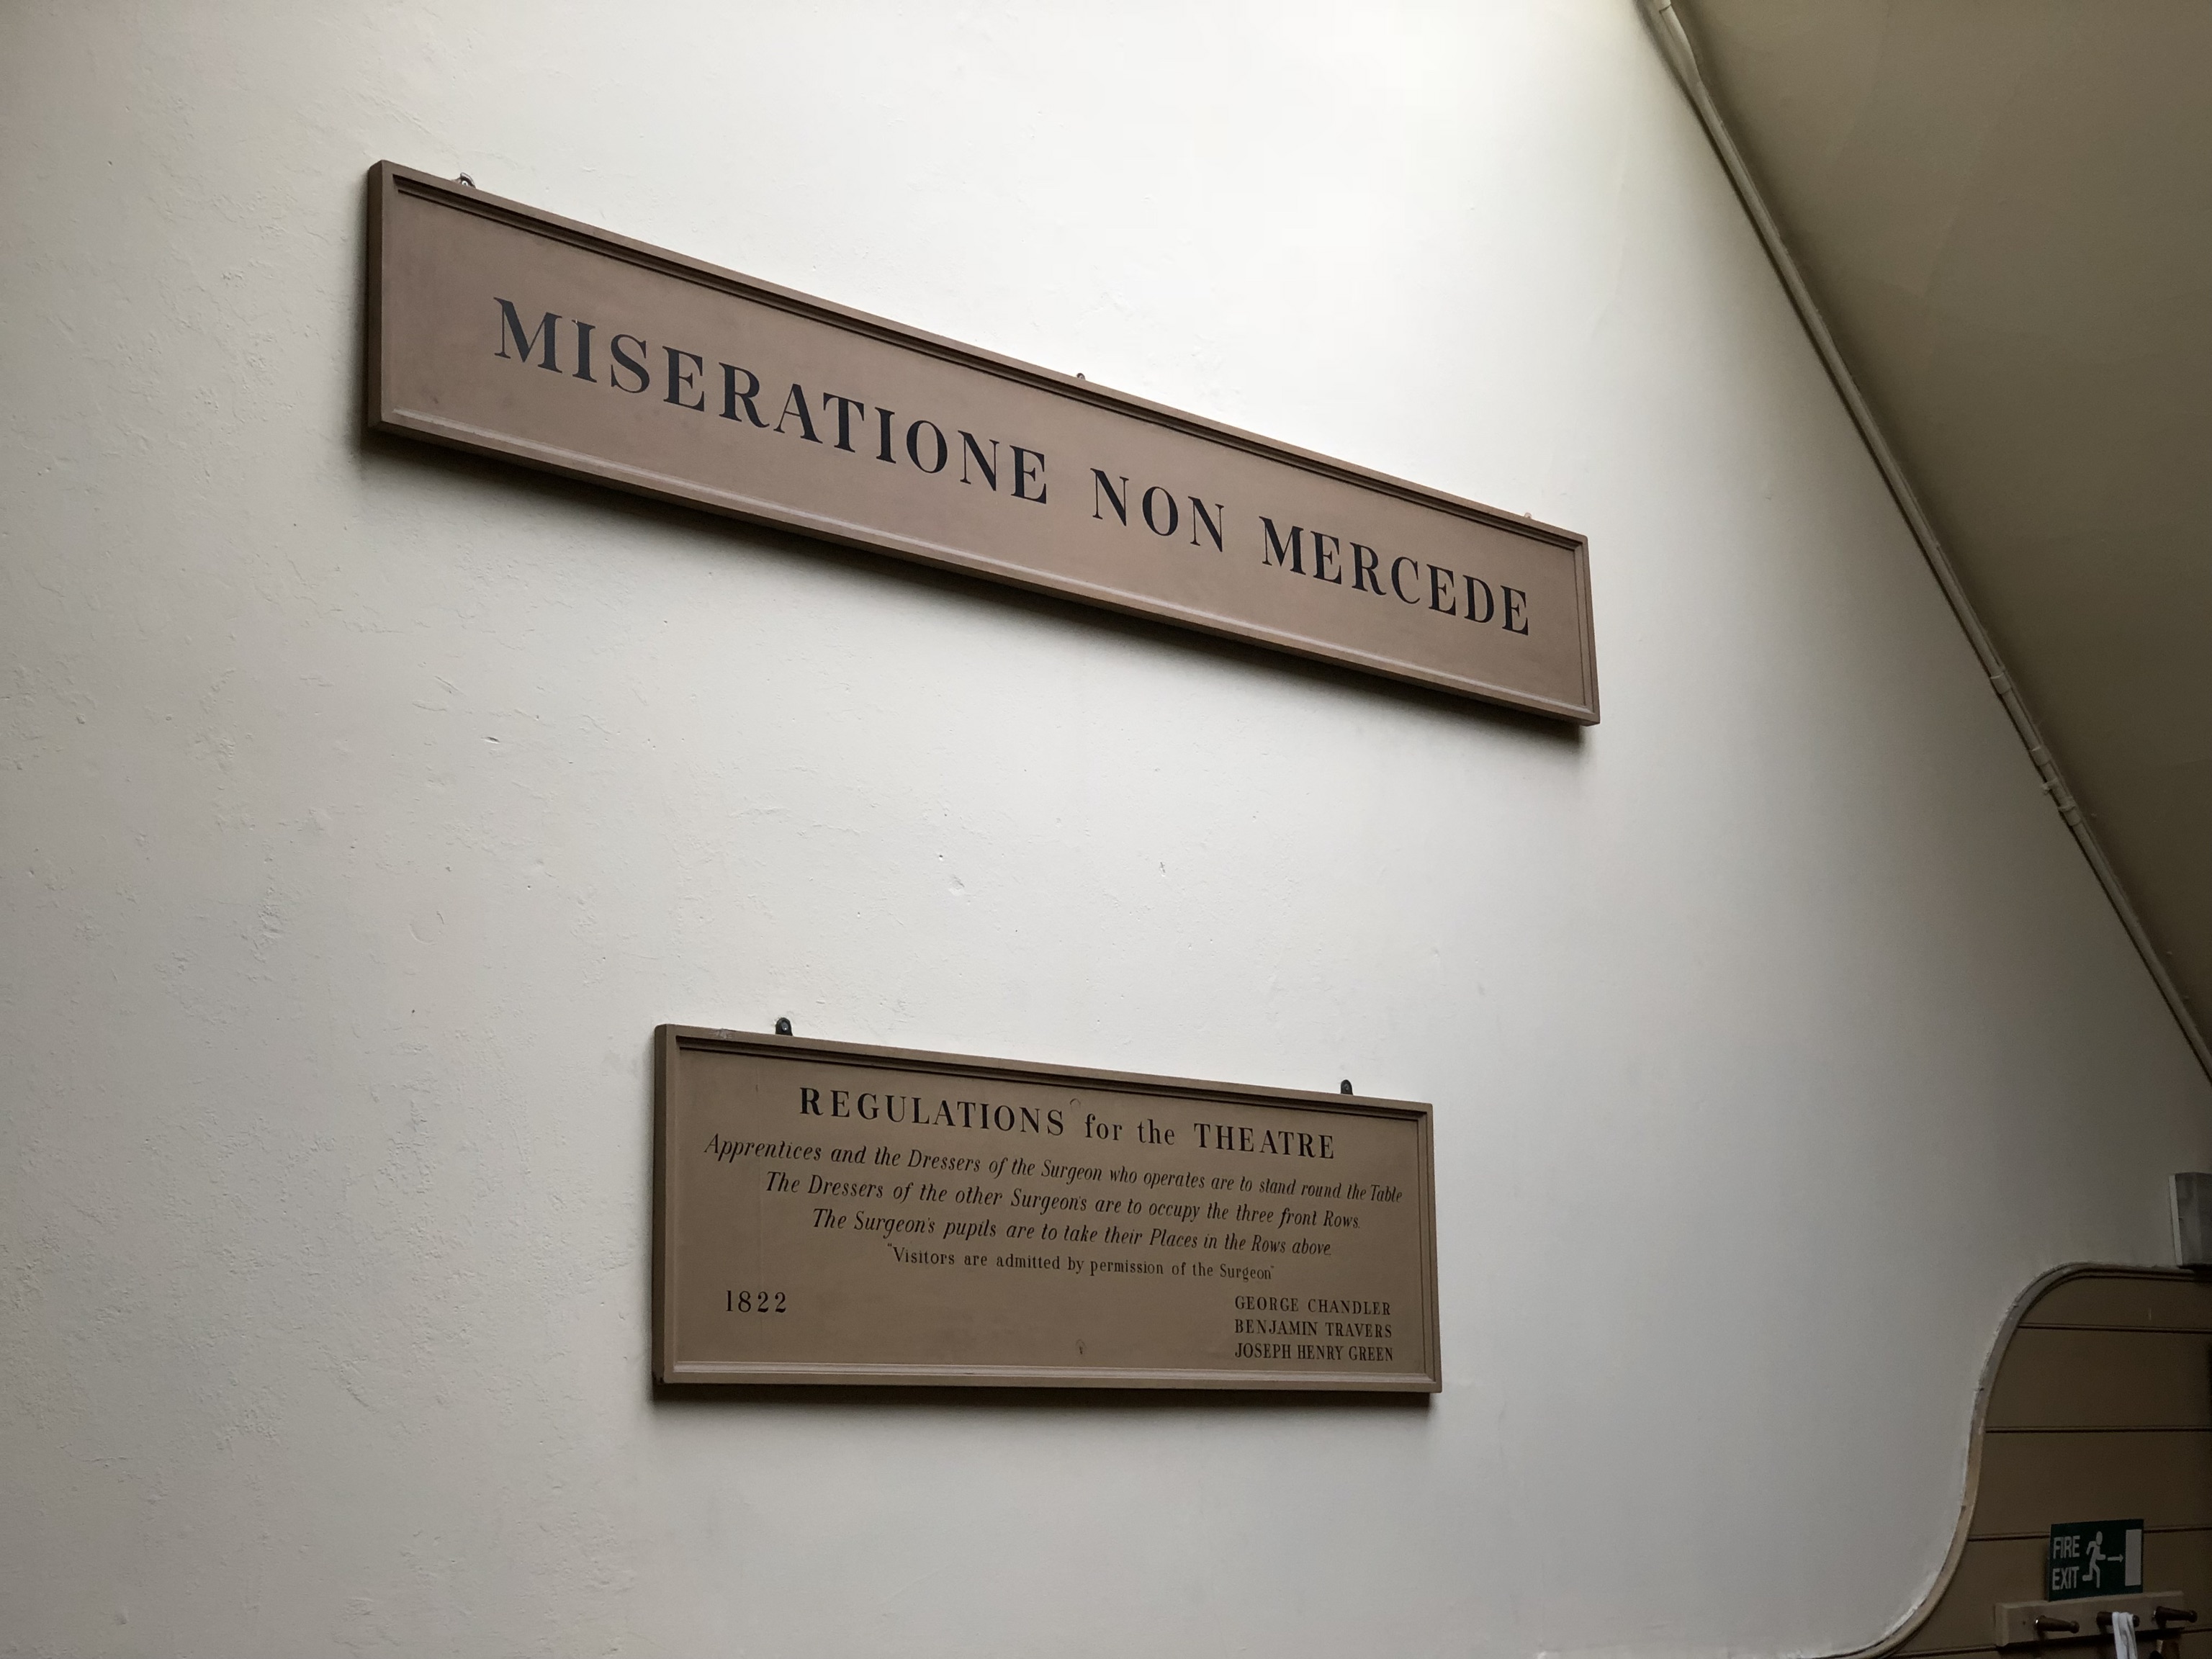 MISERATIONE NON MERCEDE
REGULATIONS for the THEATRE
Apprentices and the Dressers of the Surgeon who operates are to stand round the Table
The Dressers of the other Surgeon's are to occupy the three front Rows.
The Surgeon's pupils are to take their Places in the Rows above.
"Visitors are admitted by permission of the Surgeon"
1822
GEORGE CHANDLER
BENJAMIN TRAVERS
JOSEPH HENRY GREEN
FIRE
EXIT